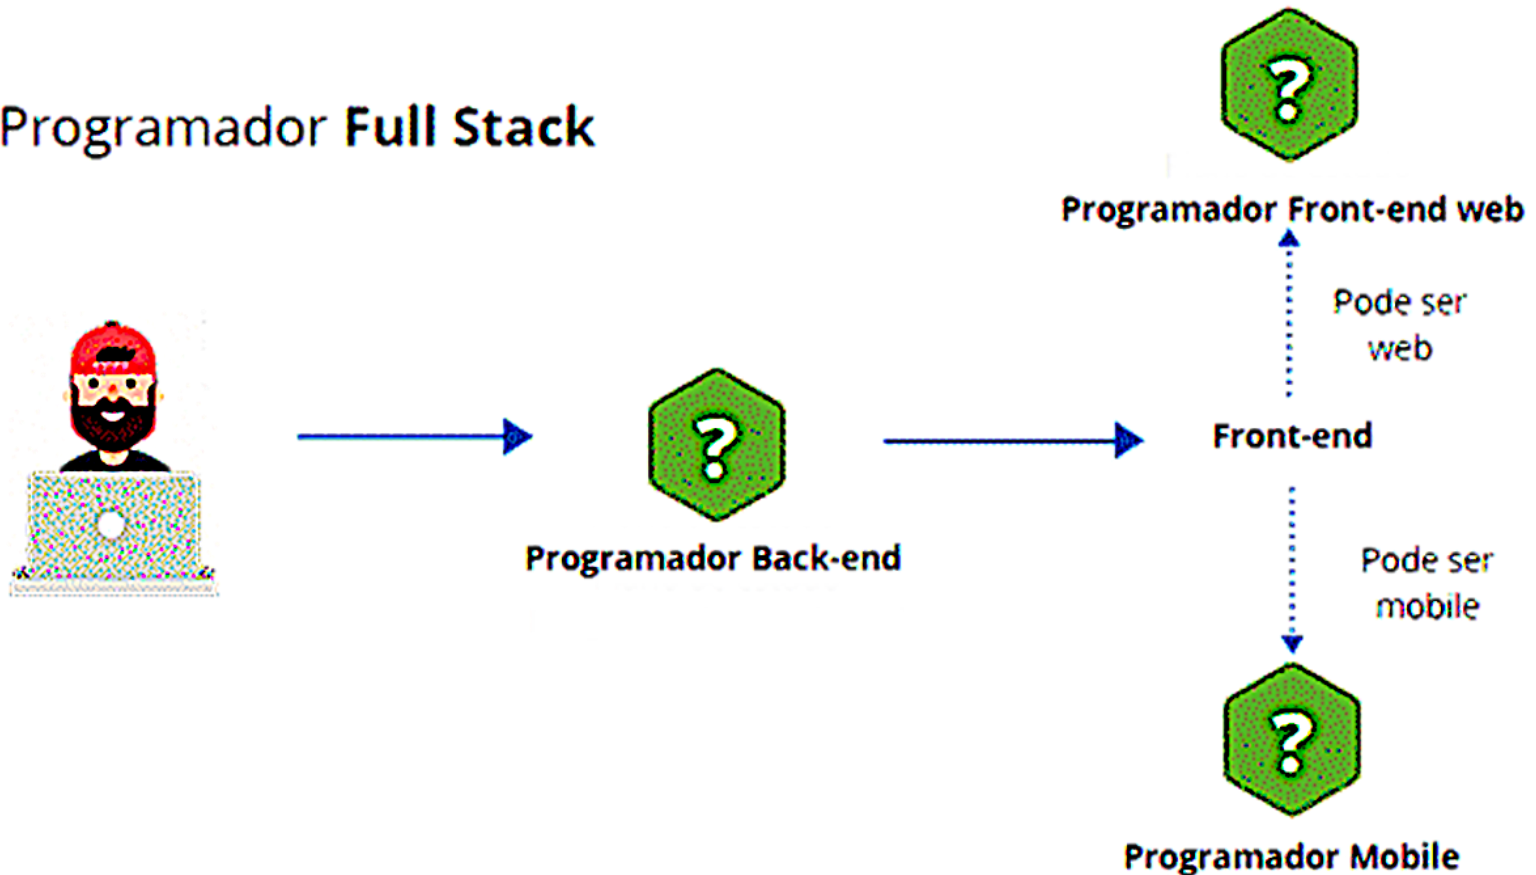 Programador Full Stack
?
Programador Front-end web
Pode ser
web
?
Programador Back-end
Front-end
Pode ser
mobile
?
Programador Mobile